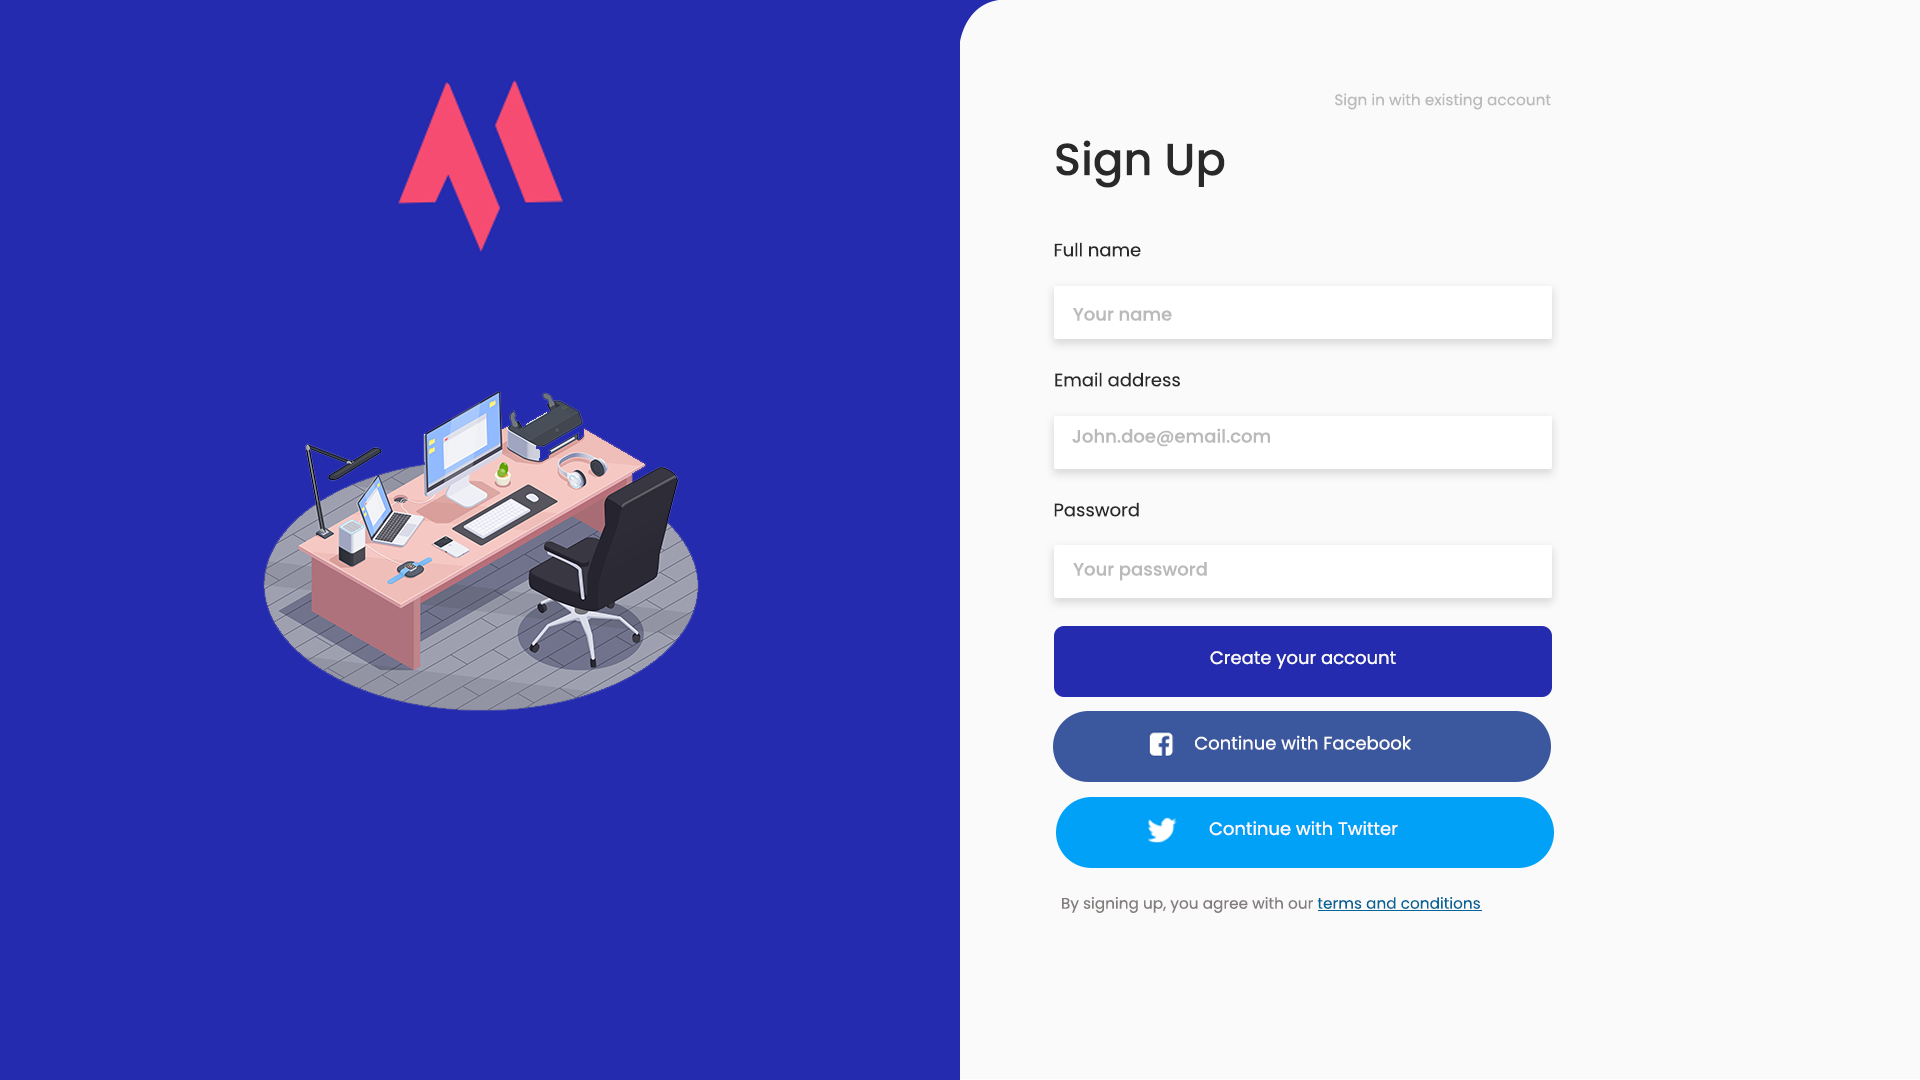 Sign in with existing account
Sign Up
Full name
Your name
Email address
John.doe@email.com
Password
Your password
Create your account
Continue with Facebook
Continue with Twitter
By signing up, you agree with our terms and conditions